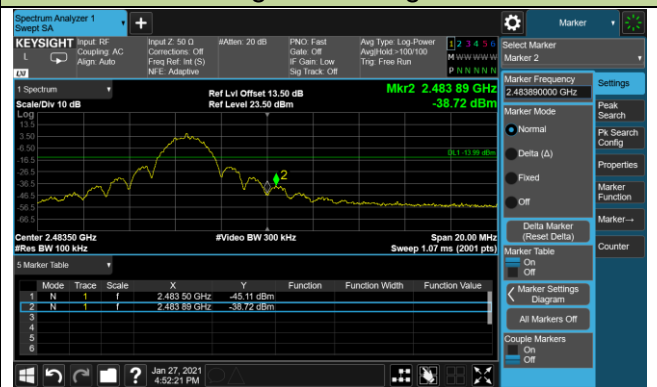 Spectrum Analyzer 1
Swept SA
+
Marker
KEYSIGHT
L
LXI
Input: RF
Coupling: AC
Align: Auto
Input Z: 50 Ω
Corrections: Off
Freq Ref: Int (S)
NFE: Adaptive
#Atten: 20 dB
PNO: Fast
Gate: Off
IF Gain: Low
Sig Track: Off
Avg Type: Log-Power
Avg|Hold:>100/100
Trig: Free Run
1 2 3 4 5 6
M W W W W W
P N N N N N
Select Marker
Marker 2
1 Spectrum
Scale/Div 10 dB
Log
Ref Lvl Offset 13.50 dB
Ref Level 23.50 dBm
Mkr2 2.483 89 GHz
-38.72 dBm
13.5
3.50
-6.50
-16.5
-26.5
-36.5
-46.5
-56.5
-66.5
DL1 -13.99 dBm
2
Center 2.48350 GHz
#Res BW 100 kHz
#Video BW 300 kHz
Span 20.00 MHz
Sweep 1.07 ms (2001 pts)
5 Marker Table
Mode Trace Scale X Y Function Function Width Function Value
1 N 1 f 2.483 50 GHz -45.11 dBm
2 N 1 f 2.483 89 GHz -38.72 dBm
3
4
5
6
Marker Frequency
2.483890000 GHz
Marker Mode
Normal
Delta (Δ)
Fixed
Off
Delta Marker
(Reset Delta)
Marker Table
On
Off
Marker Settings
Diagram
All Markers Off
Couple Markers
On
Off
Settings
Peak
Search
Pk Search
Config
Properties
Marker
Function
Marker→
Counter
?
Jan 27, 2021
4:52:21 PM